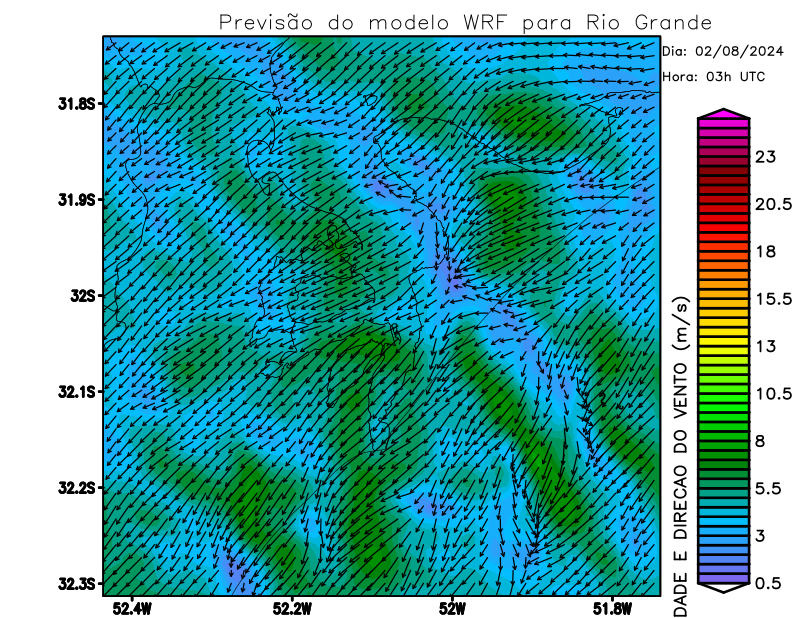 Previsão do modelo WRF para Rio Grande
Dia: 02/08/2024
Hora: 03h UTC
31.8S
31.9S
32S
32.1S
32.2S
32.3S
52.4W
52.2W
52W
51.8W
23
20.5
18
15.5
13
10.5
8
5.5
3
0.5
DADE E DIRECAO DO VENTO (m/s)